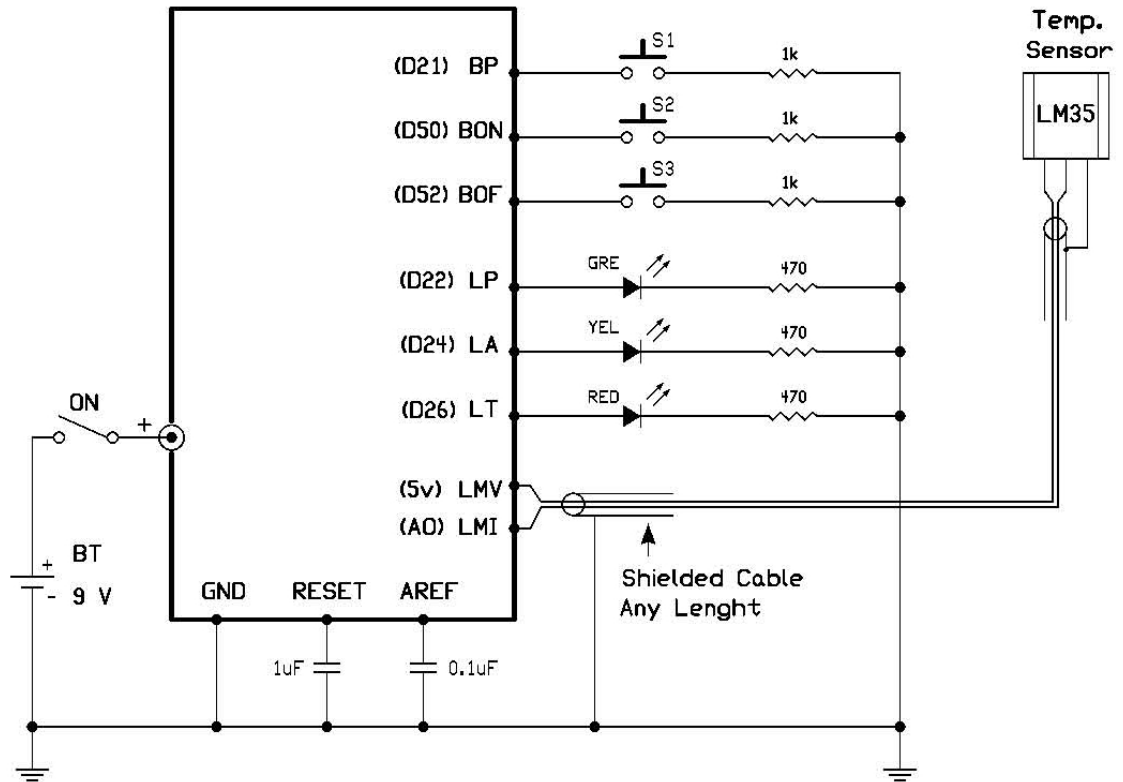 Temp.
Sensor
LM35
(D21) BP
S1
1k
(D50) BON
S2
1k
(D52) BOF
S3
1k
(D22) LP
GRE
470
(D24) LA
YEL
470
(D26) LT
RED
470
ON
+
(5v) LMV
(A0) LMI
+
BT
- 9 V
Shielded Cable
Any Lenght
GND
RESET
AREF
1uF
0.1uF